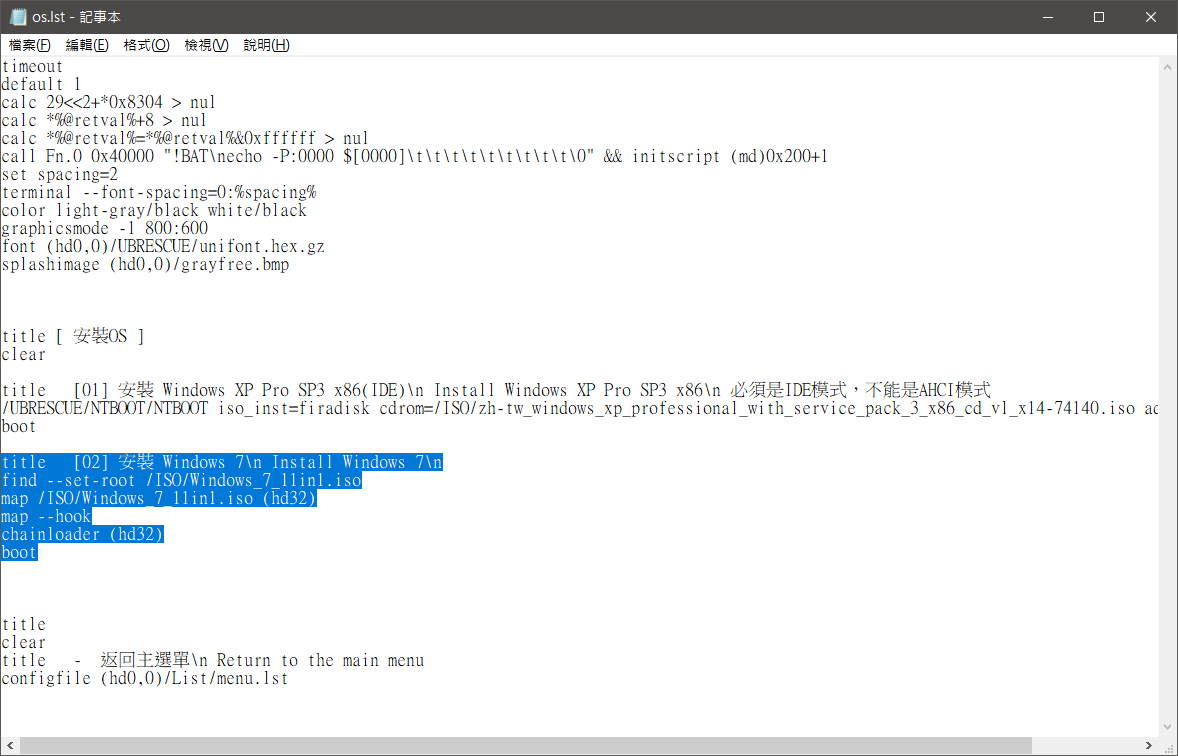 os.lst - 記事本
檔案(F) 編輯(E) 格式(O) 檢視(V) 說明(H)
timeout
default 1
calc 29<<2+*0x8304 > nul
calc *%@retval%+8 > nul
calc *%@retval%=*%@retval%&0xffffff > nul
call Fn.0 0x40000 "!BAT\necho -P:0000 $[0000]\t\t\t\t\t\t\t\t\t\0" && initscript (md)0x200+1
set spacing=2
terminal --font-spacing=0:%spacing%
color light-gray/black white/black
graphicsmode -1 800:600
font (hd0,0)/UBRESCUE/unifont.hex.gz
splashimage (hd0,0)/grayfree.bmp
title [ 安裝OS ]
clear
title   [01] 安裝 Windows XP Pro SP3 x86(IDE)\n Install Windows XP Pro SP3 x86\n 必須是IDE模式，不能是AHCI模式
/UBRESCUE/NTBOOT/NTBOOT iso_inst=firadisk cdrom=/ISO/zh-tw_windows_xp_professional_with_service_pack_3_x86_cd_vl_x14-74140.iso ac
boot
title   [02] 安裝 Windows 7\n Install Windows 7\n
find --set-root /ISO/Windows_7_11in1.iso
map /ISO/Windows_7_11in1.iso (hd32)
map --hook
chainloader (hd32)
boot
title
clear
title   -  返回主選單\n Return to the main menu
configfile (hd0,0)/List/menu.lst